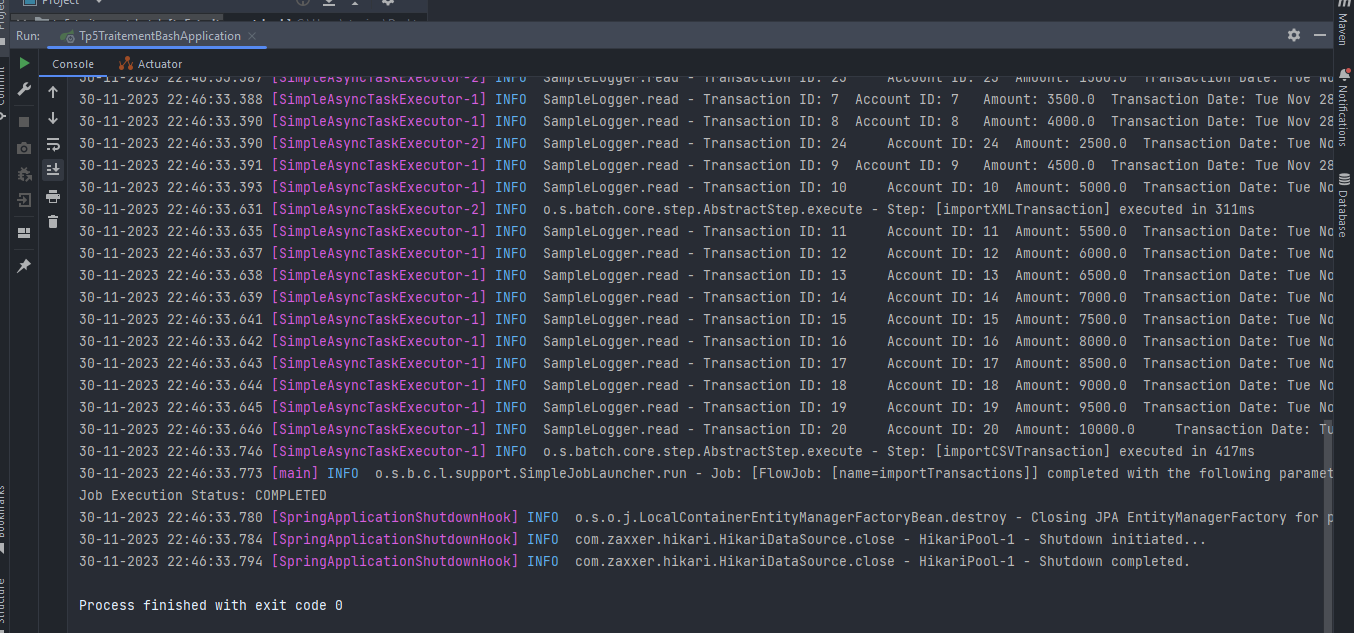 Project
Run: Tp5TraitementBashApplication
Console Actuator
30-11-2023 22:46:33.387 [SimpleAsyncTaskExecutor-2] INFO SampleLogger.read - Transaction ID: 23 Account ID: 23 Amount: 1500.0 Transaction Date: Tue No
30-11-2023 22:46:33.388 [SimpleAsyncTaskExecutor-1] INFO SampleLogger.read - Transaction ID: 7 Account ID: 7 Amount: 3500.0 Transaction Date: Tue Nov 28
30-11-2023 22:46:33.390 [SimpleAsyncTaskExecutor-1] INFO SampleLogger.read - Transaction ID: 8 Account ID: 8 Amount: 4000.0 Transaction Date: Tue Nov 28
30-11-2023 22:46:33.390 [SimpleAsyncTaskExecutor-2] INFO SampleLogger.read - Transaction ID: 24 Account ID: 24 Amount: 2500.0 Transaction Date: Tue No
30-11-2023 22:46:33.391 [SimpleAsyncTaskExecutor-1] INFO SampleLogger.read - Transaction ID: 9 Account ID: 9 Amount: 4500.0 Transaction Date: Tue Nov 28
30-11-2023 22:46:33.393 [SimpleAsyncTaskExecutor-1] INFO SampleLogger.read - Transaction ID: 10 Account ID: 10 Amount: 5000.0 Transaction Date: Tue No
30-11-2023 22:46:33.631 [SimpleAsyncTaskExecutor-2] INFO o.s.batch.core.step.AbstractStep.execute - Step: [importXMLTransaction] executed in 311ms
30-11-2023 22:46:33.635 [SimpleAsyncTaskExecutor-1] INFO SampleLogger.read - Transaction ID: 11 Account ID: 11 Amount: 5500.0 Transaction Date: Tue No
30-11-2023 22:46:33.637 [SimpleAsyncTaskExecutor-1] INFO SampleLogger.read - Transaction ID: 12 Account ID: 12 Amount: 6000.0 Transaction Date: Tue No
30-11-2023 22:46:33.638 [SimpleAsyncTaskExecutor-1] INFO SampleLogger.read - Transaction ID: 13 Account ID: 13 Amount: 6500.0 Transaction Date: Tue No
30-11-2023 22:46:33.639 [SimpleAsyncTaskExecutor-1] INFO SampleLogger.read - Transaction ID: 14 Account ID: 14 Amount: 7000.0 Transaction Date: Tue No
30-11-2023 22:46:33.641 [SimpleAsyncTaskExecutor-1] INFO SampleLogger.read - Transaction ID: 15 Account ID: 15 Amount: 7500.0 Transaction Date: Tue No
30-11-2023 22:46:33.642 [SimpleAsyncTaskExecutor-1] INFO SampleLogger.read - Transaction ID: 16 Account ID: 16 Amount: 8000.0 Transaction Date: Tue No
30-11-2023 22:46:33.643 [SimpleAsyncTaskExecutor-1] INFO SampleLogger.read - Transaction ID: 17 Account ID: 17 Amount: 8500.0 Transaction Date: Tue No
30-11-2023 22:46:33.644 [SimpleAsyncTaskExecutor-1] INFO SampleLogger.read - Transaction ID: 18 Account ID: 18 Amount: 9000.0 Transaction Date: Tue No
30-11-2023 22:46:33.645 [SimpleAsyncTaskExecutor-1] INFO SampleLogger.read - Transaction ID: 19 Account ID: 19 Amount: 9500.0 Transaction Date: Tue No
30-11-2023 22:46:33.646 [SimpleAsyncTaskExecutor-1] INFO SampleLogger.read - Transaction ID: 20 Account ID: 20 Amount: 10000.0 Transaction Date: Tu
30-11-2023 22:46:33.746 [SimpleAsyncTaskExecutor-1] INFO o.s.batch.core.step.AbstractStep.execute - Step: [importCSVTransaction] executed in 417ms
30-11-2023 22:46:33.773 [main] INFO o.s.b.c.l.support.SimpleJobLauncher.run - Job: [FlowJob: [name=importTransactions]] completed with the following paramet
Job Execution Status: COMPLETED
30-11-2023 22:46:33.780 [SpringApplicationShutdownHook] INFO o.s.o.j.LocalContainerEntityManagerFactoryBean.destroy - Closing JPA EntityManagerFactory for p
30-11-2023 22:46:33.784 [SpringApplicationShutdownHook] INFO com.zaxxer.hikari.HikariDataSource.close - HikariPool-1 - Shutdown initiated...
30-11-2023 22:46:33.794 [SpringApplicationShutdownHook] INFO com.zaxxer.hikari.HikariDataSource.close - HikariPool-1 - Shutdown completed.
Process finished with exit code 0
Maven
Notifications
Database